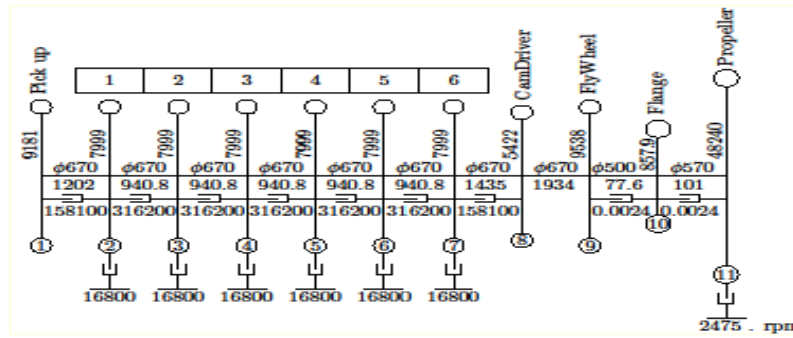 Pick up
1 2 3 4 5 6
CamDriver
FlyWheel
Flange
Propeller
9181 7999 7999 7999 7999 7999 7999 5422 9538 857.9 48240
ϕ670 ϕ670 ϕ670 ϕ670 ϕ670 ϕ670 ϕ670 ϕ670 ϕ500 ϕ570
1202 940.8 940.8 940.8 940.8 940.8 1435 1934 77.6 101
158100 316200 316200 316200 316200 316200 158100 0.0024 0.0024
1 2 3 4 5 6 7 8 9 10 11
16800 16800 16800 16800 16800 16800
2475 . rpn